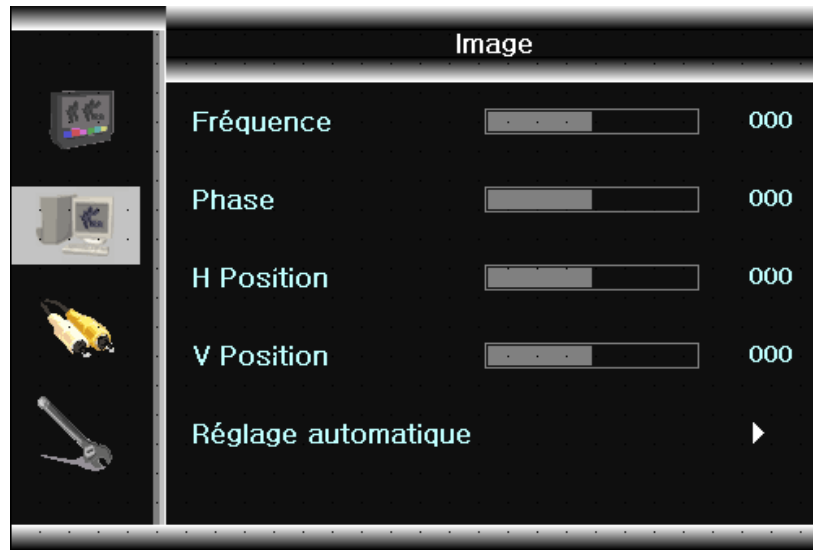 Image
Fréquence 000
Phase 000
H Position 000
V Position 000
Réglage automatique